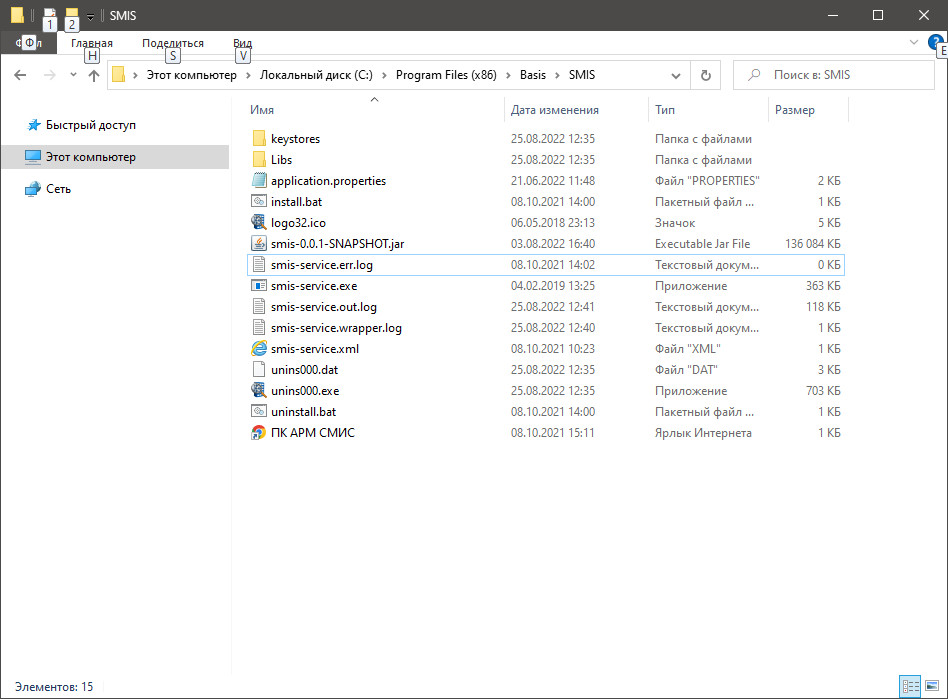 SMIS
1 2
Ф Главная Поделиться Вид
H S V E
Этот компьютер Локальный диск (C:) Program Files (x86) Basis SMIS Поиск в: SMIS
Быстрый доступ
Этот компьютер
Сеть
Имя Дата изменения Тип Размер
keystores 25.08.2022 12:35 Папка с файлами
Libs 25.08.2022 12:35 Папка с файлами
application.properties 21.06.2022 11:48 Файл "PROPERTIES" 2 КБ
install.bat 08.10.2021 14:00 Пакетный файл ... 1 КБ
logo32.ico 06.05.2018 23:13 Значок 5 КБ
smis-0.0.1-SNAPSHOT.jar 03.08.2022 16:40 Executable Jar File 136 084 КБ
smis-service.err.log 08.10.2021 14:02 Текстовый докум... 0 КБ
smis-service.exe 04.02.2019 13:25 Приложение 363 КБ
smis-service.out.log 25.08.2022 12:41 Текстовый докум... 118 КБ
smis-service.wrapper.log 25.08.2022 12:40 Текстовый докум... 1 КБ
smis-service.xml 08.10.2021 10:23 Файл "XML" 1 КБ
unins000.dat 25.08.2022 12:35 Файл "DAT" 3 КБ
unins000.exe 25.08.2022 12:35 Приложение 703 КБ
uninstall.bat 08.10.2021 14:00 Пакетный файл ... 1 КБ
ПК АРМ СМИС 08.10.2021 15:11 Ярлык Интернета 1 КБ
Элементов: 15